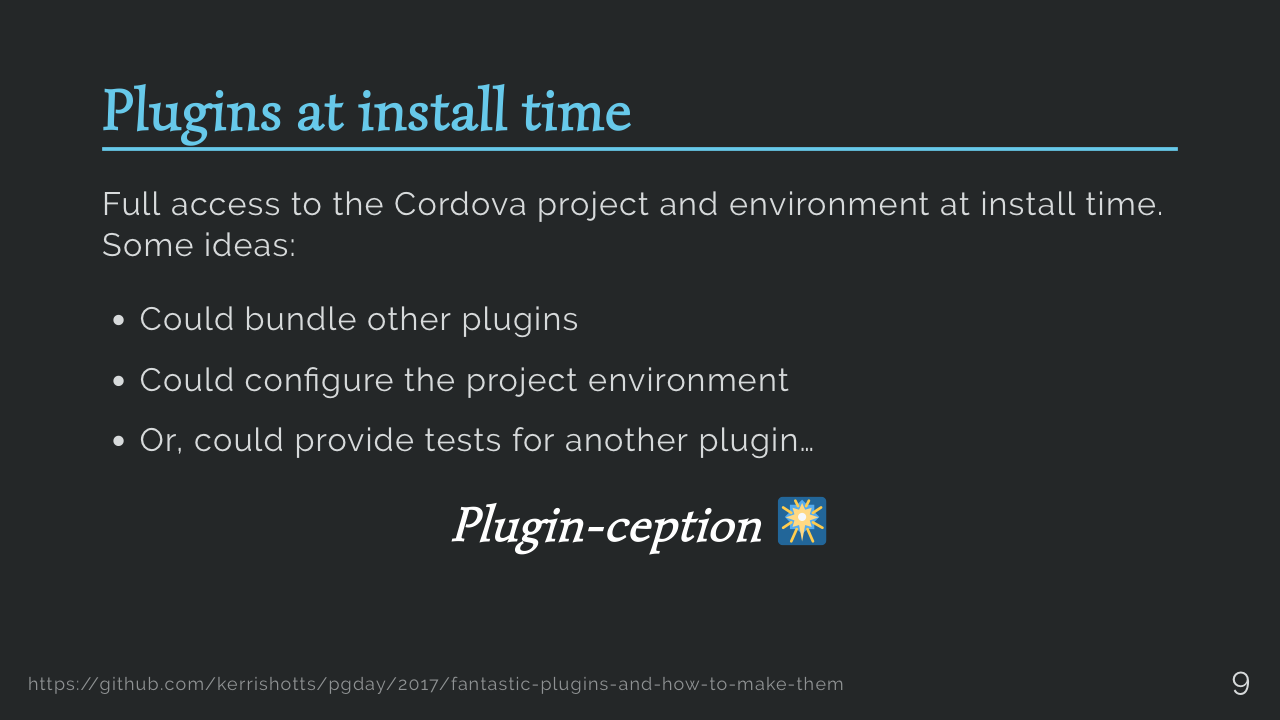 Plugins at install time
Full access to the Cordova project and environment at install time.
Some ideas:
• Could bundle other plugins
• Could configure the project environment
• Or, could provide tests for another plugin…
Plugin-ception
https://github.com/kerrishotts/pgday/2017/fantastic-plugins-and-how-to-make-them
9